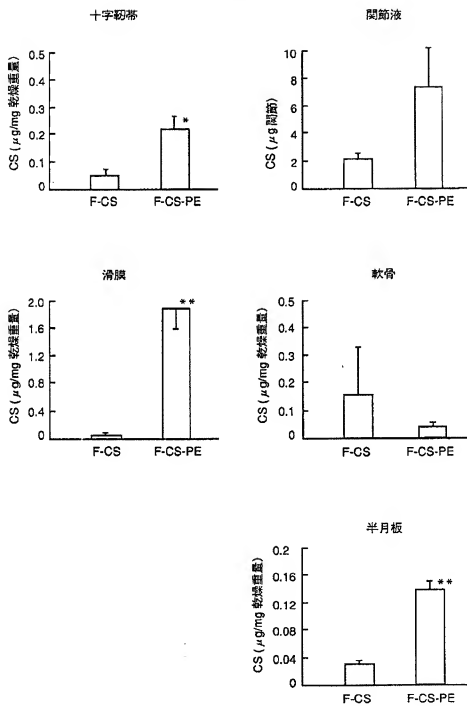 十字靭帯
CS (μg/mg 乾燥重量)
0.5
0.4
0.3
0.2
0.1
0
*
F-CS
F-CS-PE
関節液
CS (μg 関節)
10
8
6
4
2
0
F-CS
F-CS-PE
滑膜
CS (μg/mg 乾燥重量)
2.0
1.6
1.2
0.8
0.4
0
**
F-CS
F-CS-PE
軟骨
CS (μg/mg 乾燥重量)
0.5
0.4
0.3
0.2
0.1
0
F-CS
F-CS-PE
半月板
CS (μg/mg 乾燥重量)
0.2
0.16
0.12
0.08
0.04
0
**
F-CS
F-CS-PE